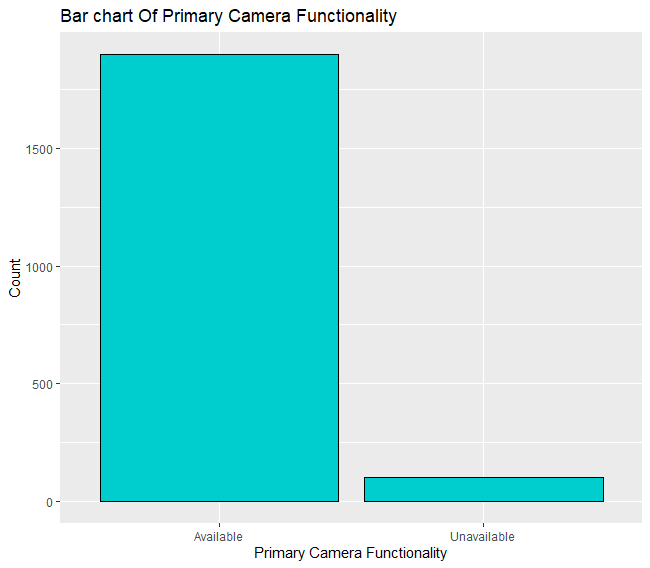 Bar chart Of Primary Camera Functionality
Count
1500
1000
500
0
Available Unavailable
Primary Camera Functionality